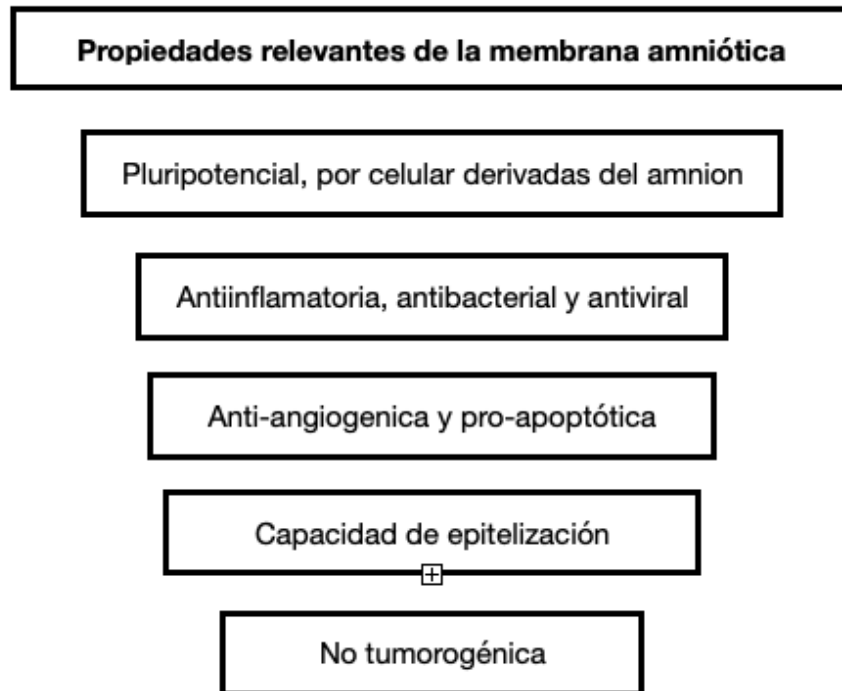 Propiedades relevantes de la membrana amniótica
Pluripotencial, por celular derivadas del amnion
Antiinflamatoria, antibacterial y antiviral
Anti-angiogenica y pro-apoptótica
Capacidad de epitelización
No tumorogénica